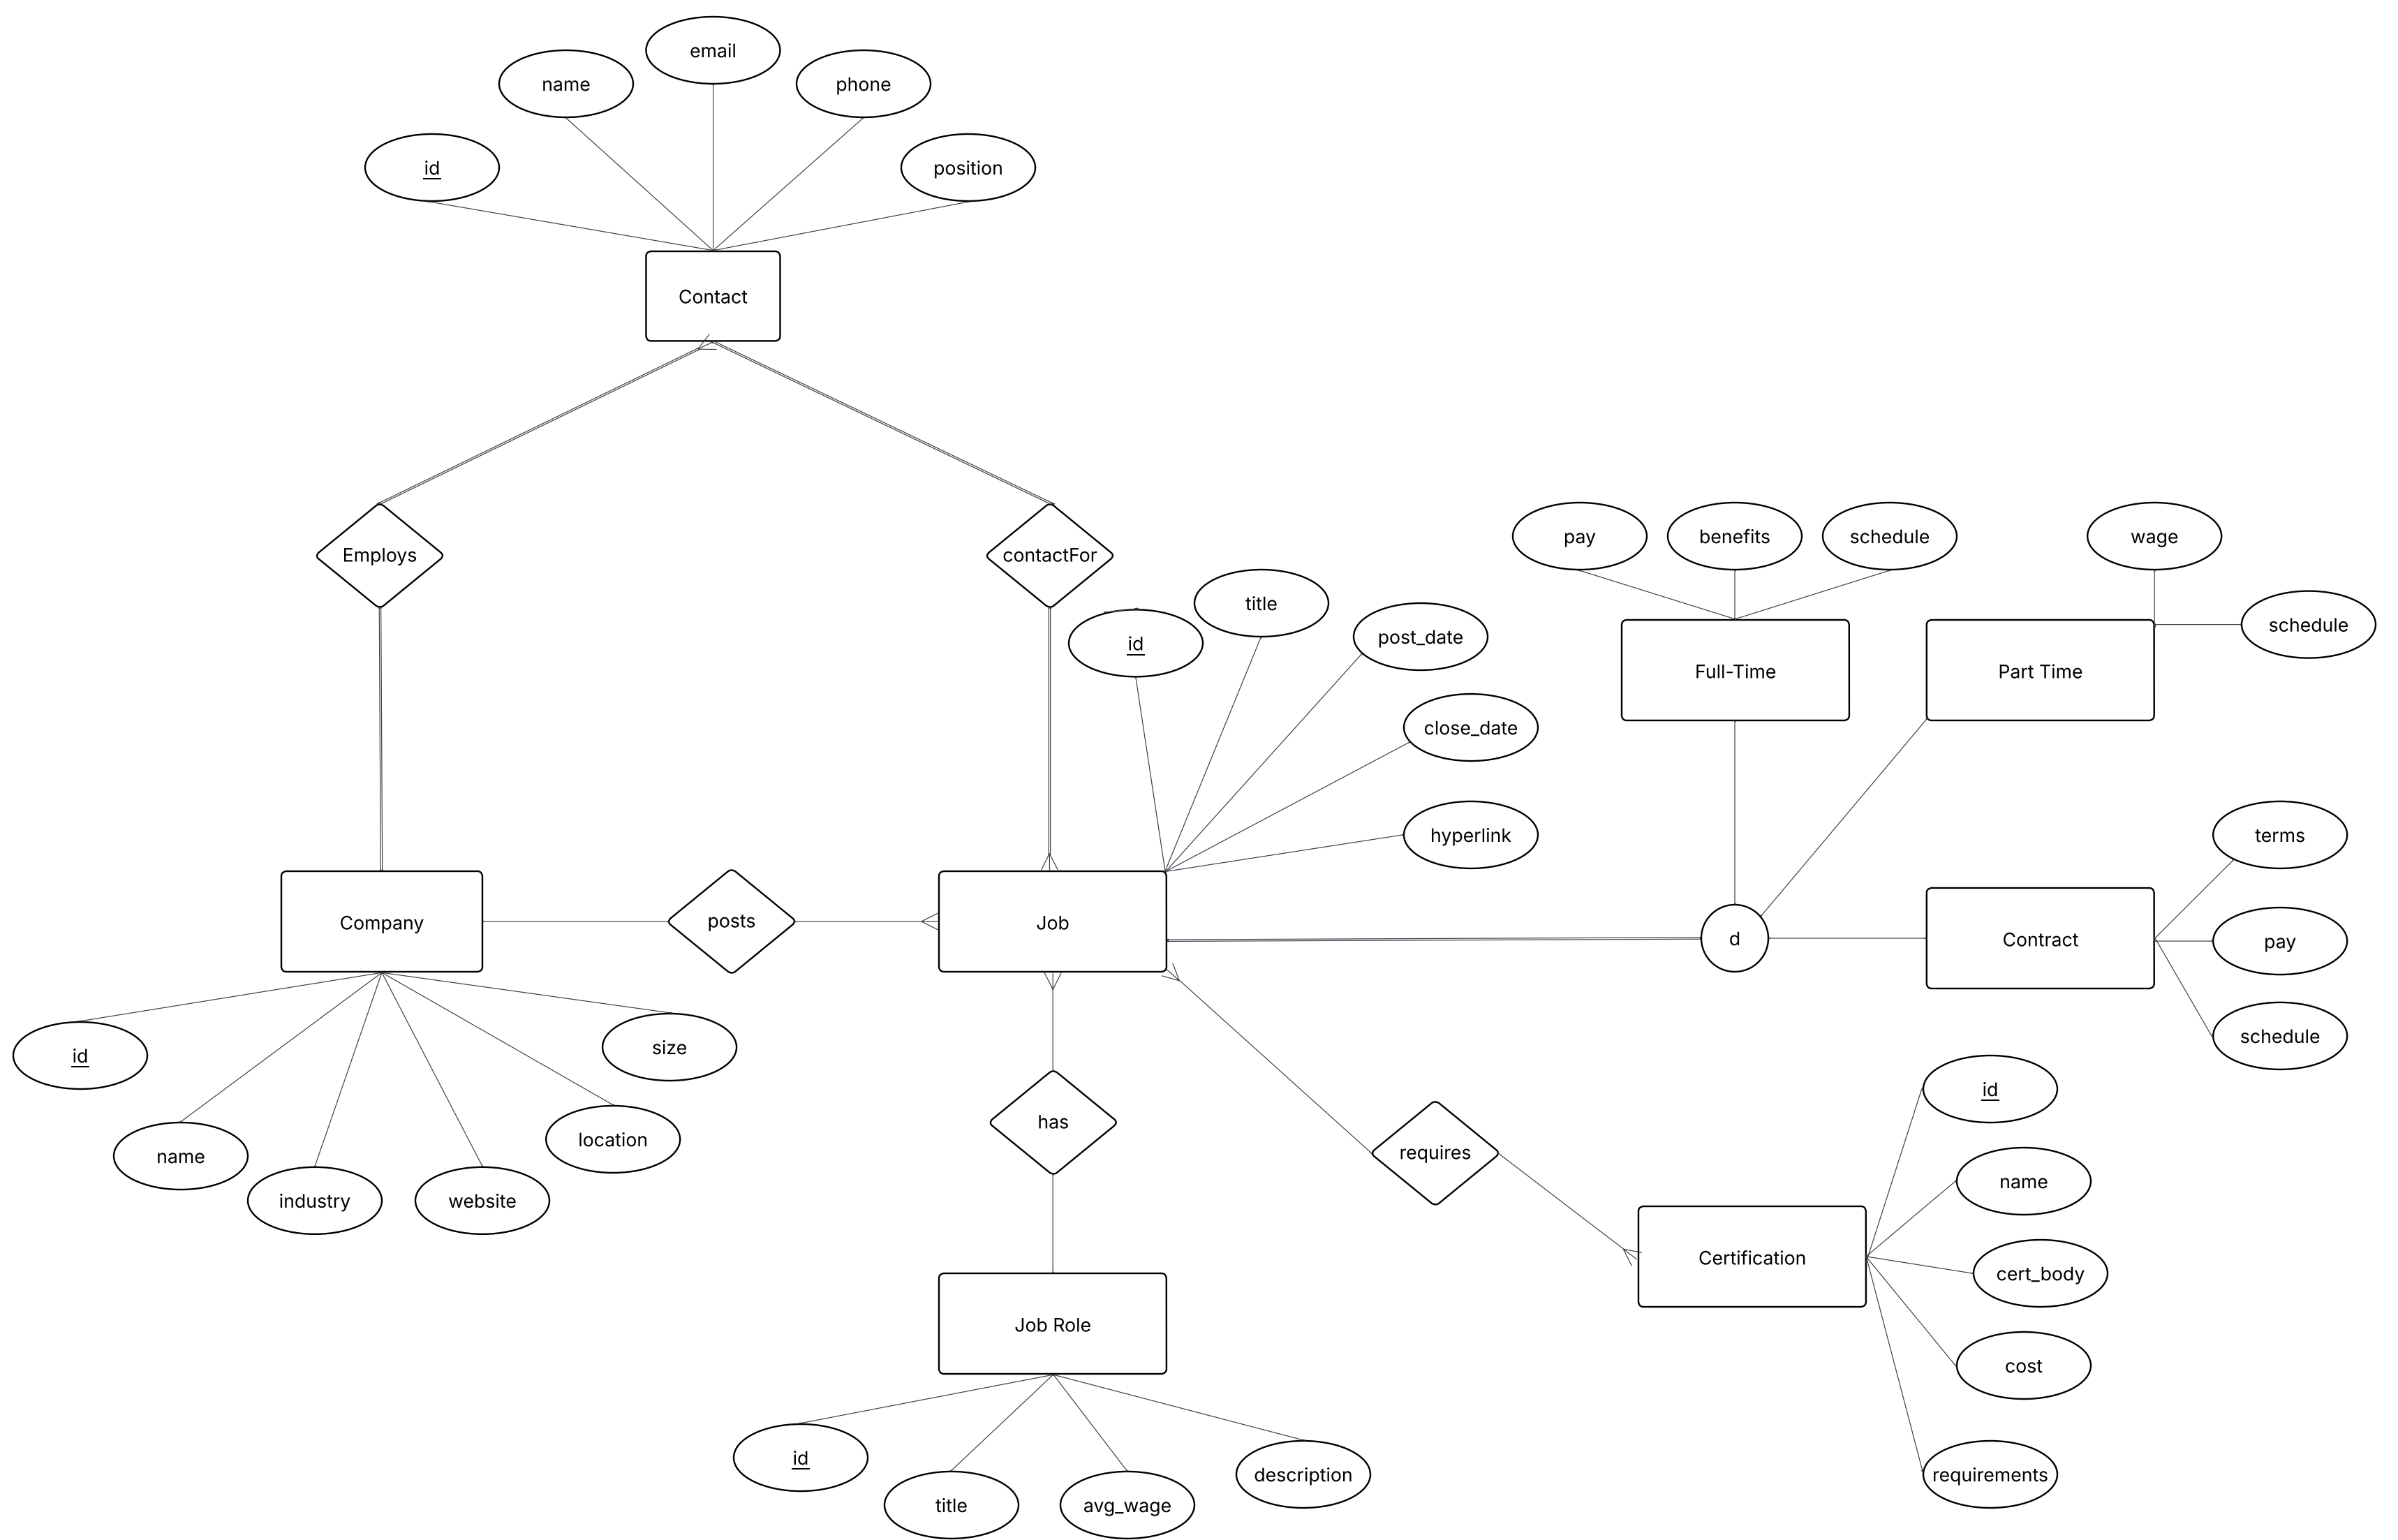 email
name
phone
id
position
Contact
Employs
contactFor
pay
benefits
schedule
wage
title
id
post_date
schedule
Full-Time
Part Time
close_date
hyperlink
terms
Company
posts
Job
d
Contract
pay
schedule
id
size
id
name
location
industry
website
has
requires
name
Certification
cert_body
Job Role
cost
id
title
avg_wage
description
requirements